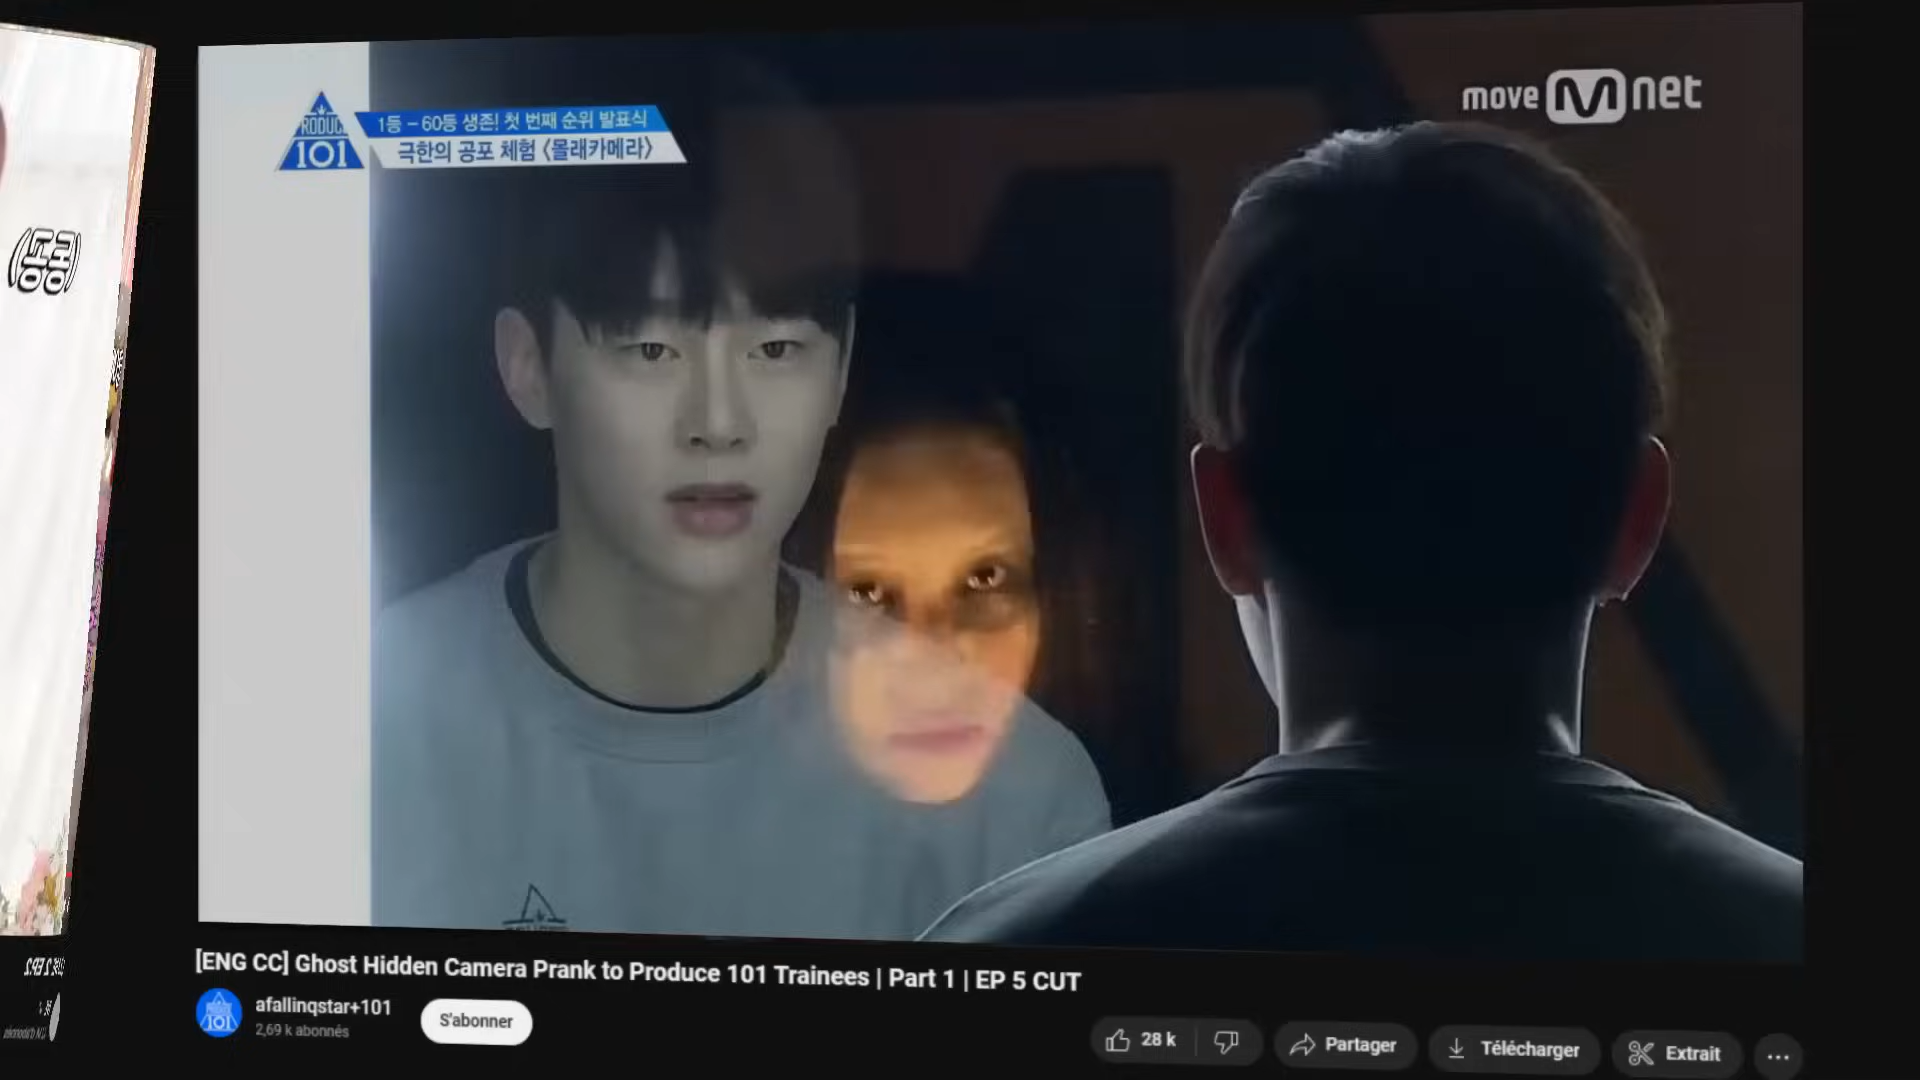 PRODUCE
101
1등 – 60등 생존! 첫 번째 순위 발표식
극한의 공포 체험 <몰래카메라>
move Mnet
[ENG CC] Ghost Hidden Camera Prank to Produce 101 Trainees | Part 1 | EP 5 CUT
afallinqstar+101
2,69 k abonnés
S'abonner
28 k
Partager
Télécharger
Extrait
...